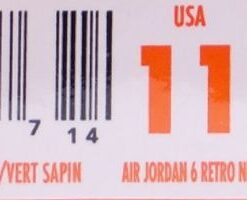 USA
11
7 14
/VERT SAPIN
AIR JORDAN 6 RETRO